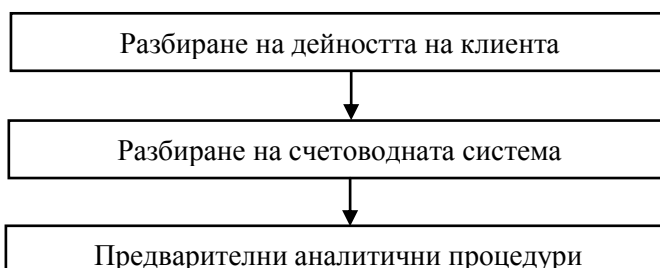 Разбиране на дейността на клиента
Разбиране на счетоводната система
Предварителни аналитични процедури